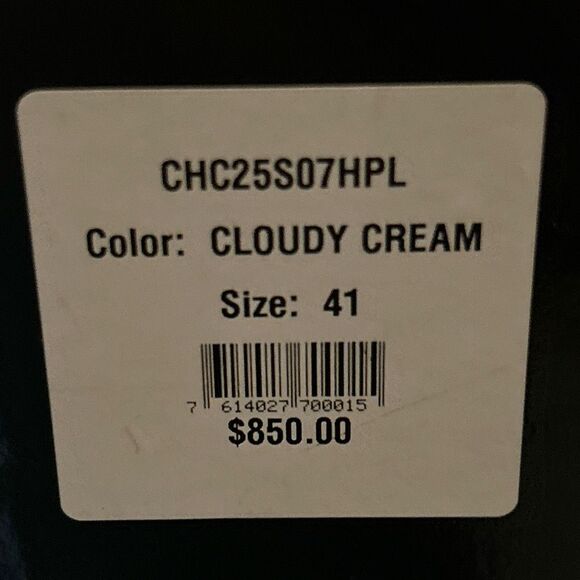 CHC25S07HPL
Color: CLOUDY CREAM
Size: 41
7 614027 700015
$850.00